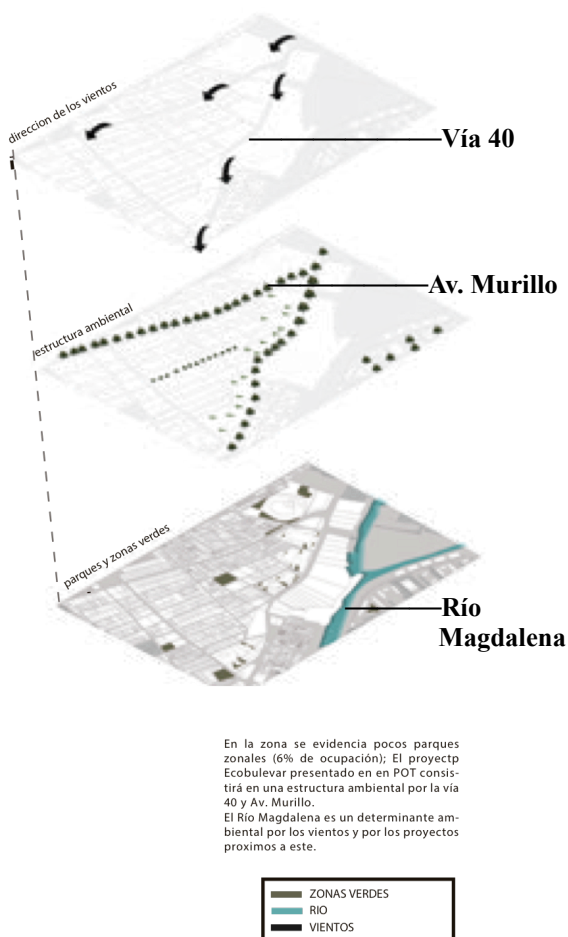 direccion de los vientos
Vía 40
Av. Murillo
estructura ambiental
parques y zonas verdes
Río
Magdalena
En la zona se evidencia pocos parques
zonales (6% de ocupación); El proyectp
Ecobulevar presentado en en POT consis-
tirá en una estructura ambiental por la vía
40 y Av. Murillo.
El Río Magdalena es un determinante am-
biental por los vientos y por los proyectos
proximos a este.
ZONAS VERDES
RIO
VIENTOS